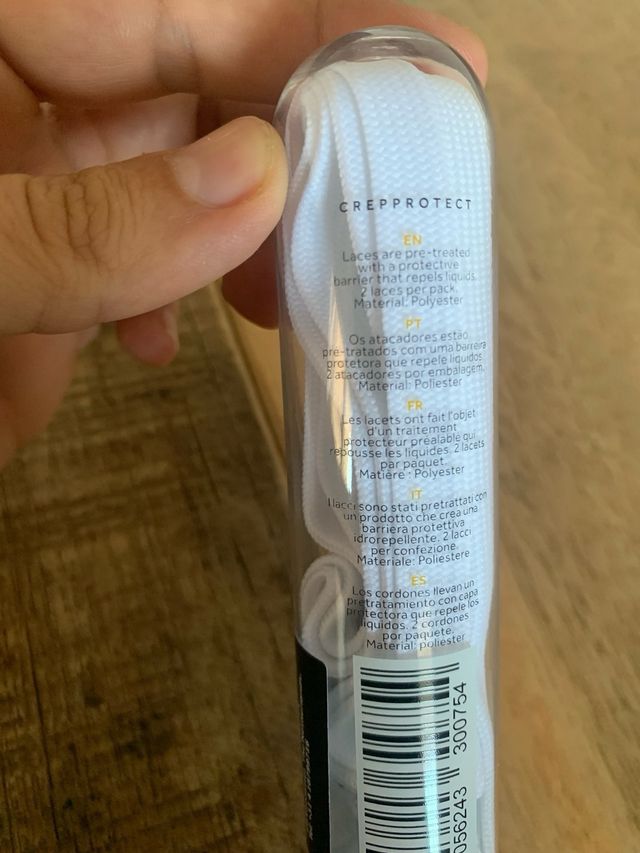 CREPPROTECT
EN
Laces are pre-treated
with a protective
barrier that repels liquids.
2 laces per pack.
Material: Polyester
PT
Os atacadores estão
pré-tratados com uma barreira
protetora que repele líquidos.
2 atacadores por embalagem.
Material: Poliéster
FR
Les lacets ont fait l'objet
d'un traitement
protecteur préalable qui
repousse les liquides. 2 lacets
par paquet.
Matière : Polyester
IT
I lacci sono stati pretrattati con
un prodotto che crea una
barriera protettiva
idrorepellente. 2 lacci
per confezione.
Materiale: Poliestere
ES
Los cordones llevan un
pretratamiento con capa
protectora que repele los
líquidos. 2 cordones
por paquete.
Material: poliéster
056243 300754